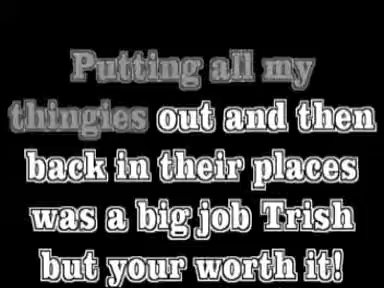 Putting all my
thingies out and then
back in their places
was a big job Trish
but your worth it!